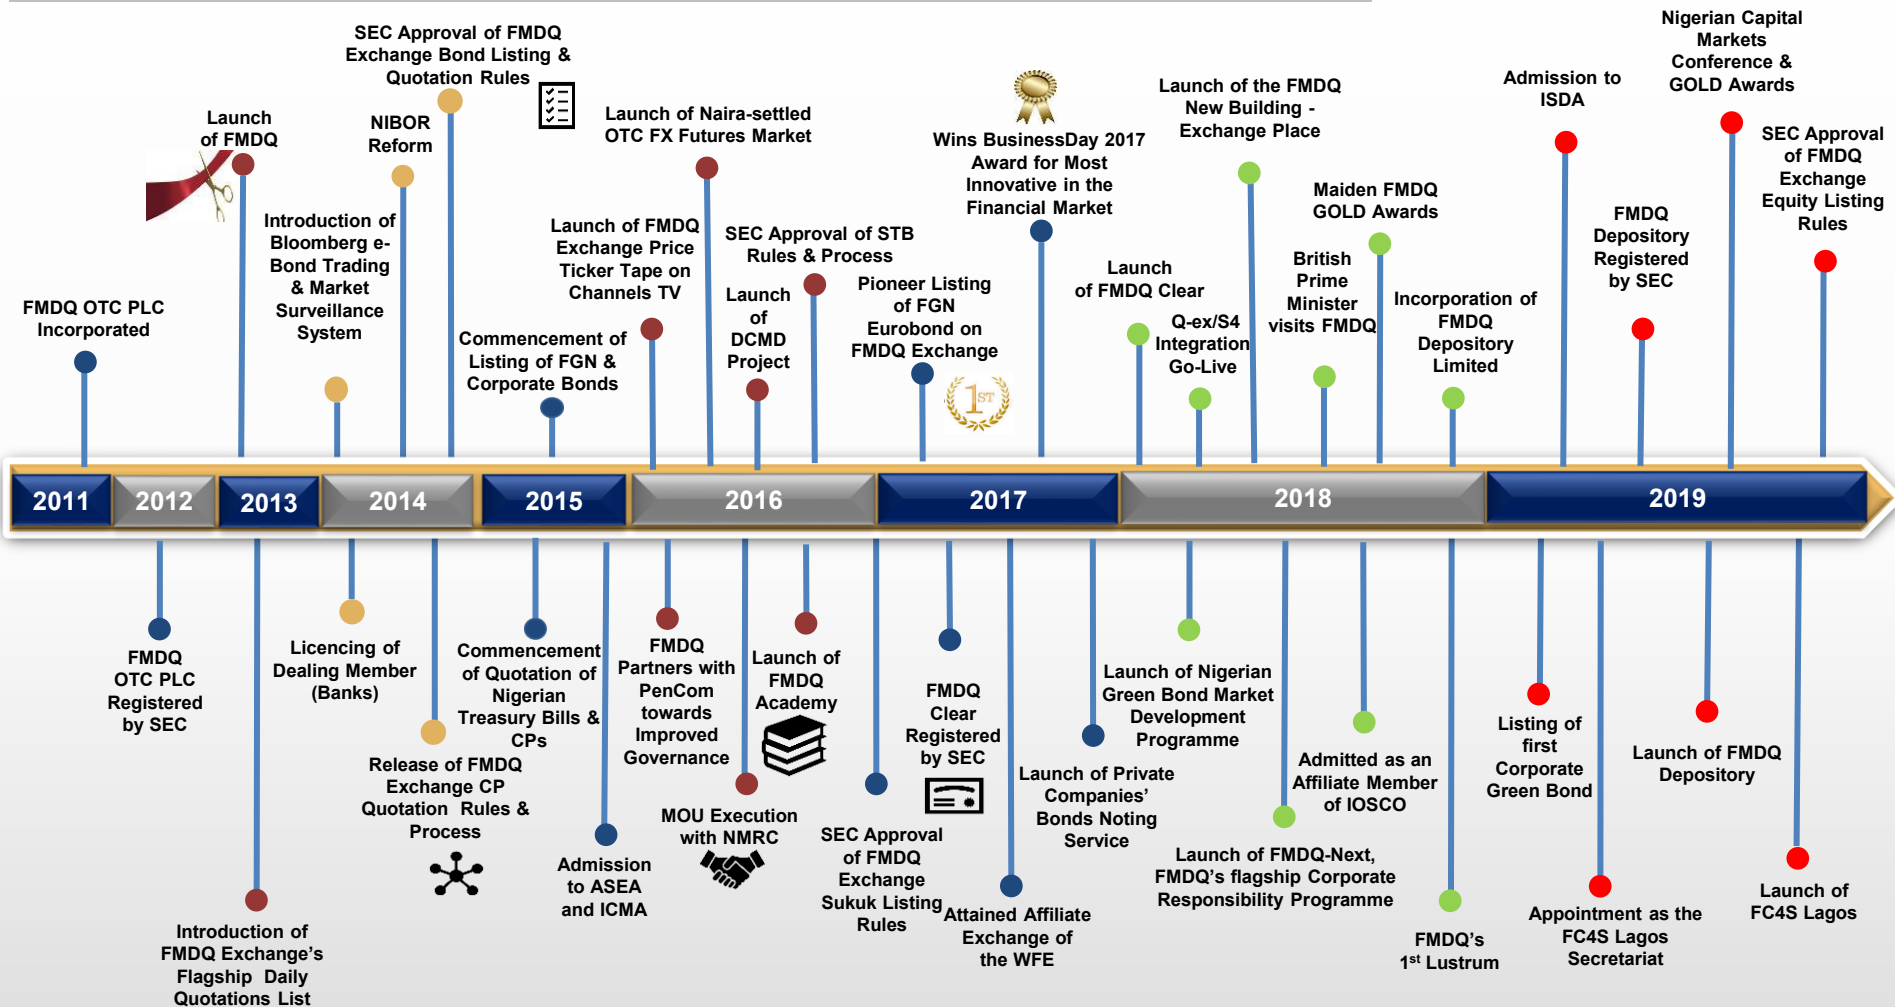 FMDQ OTC PLC
Incorporated
Launch
of FMDQ
Introduction of
Bloomberg e-
Bond Trading
& Market
Surveillance
System
NIBOR
Reform
SEC Approval of FMDQ
Exchange Bond Listing &
Quotation Rules
Commencement of
Listing of FGN &
Corporate Bonds
Launch of FMDQ
Exchange Price
Ticker Tape on
Channels TV
Launch of Naira-settled
OTC FX Futures Market
Launch
of
DCMD
Project
SEC Approval of STB
Rules & Process
Pioneer Listing
of FGN
Eurobond on
FMDQ Exchange
1ST
Wins BusinessDay 2017
Award for Most
Innovative in the
Financial Market
Launch
of FMDQ Clear
Q-ex/S4
Integration
Go-Live
Launch of the FMDQ
New Building -
Exchange Place
British
Prime
Minister
visits FMDQ
Maiden FMDQ
GOLD Awards
Incorporation of
FMDQ
Depository
Limited
Admission to
ISDA
FMDQ
Depository
Registered
by SEC
Nigerian Capital
Markets
Conference &
GOLD Awards
SEC Approval
of FMDQ
Exchange
Equity Listing
Rules
2011
2012
2013
2014
2015
2016
2017
2018
2019
FMDQ
OTC PLC
Registered
by SEC
Introduction of
FMDQ Exchange's
Flagship Daily
Quotations List
Licencing of
Dealing Member
(Banks)
Release of FMDQ
Exchange CP
Quotation Rules &
Process
Commencement
of Quotation of
Nigerian
Treasury Bills &
CPs
Admission
to ASEA
and ICMA
FMDQ
Partners with
PenCom
towards
Improved
Governance
MOU Execution
with NMRC
Launch of
FMDQ
Academy
SEC Approval
of FMDQ
Exchange
Sukuk Listing
Rules
FMDQ
Clear
Registered
by SEC
Attained Affiliate
Exchange of
the WFE
Launch of Private
Companies'
Bonds Noting
Service
Launch of Nigerian
Green Bond Market
Development
Programme
Launch of FMDQ-Next,
FMDQ's flagship Corporate
Responsibility Programme
Admitted as an
Affiliate Member
of IOSCO
FMDQ's
1st Lustrum
Listing of
first
Corporate
Green Bond
Appointment as the
FC4S Lagos
Secretariat
Launch of FMDQ
Depository
Launch of
FC4S Lagos